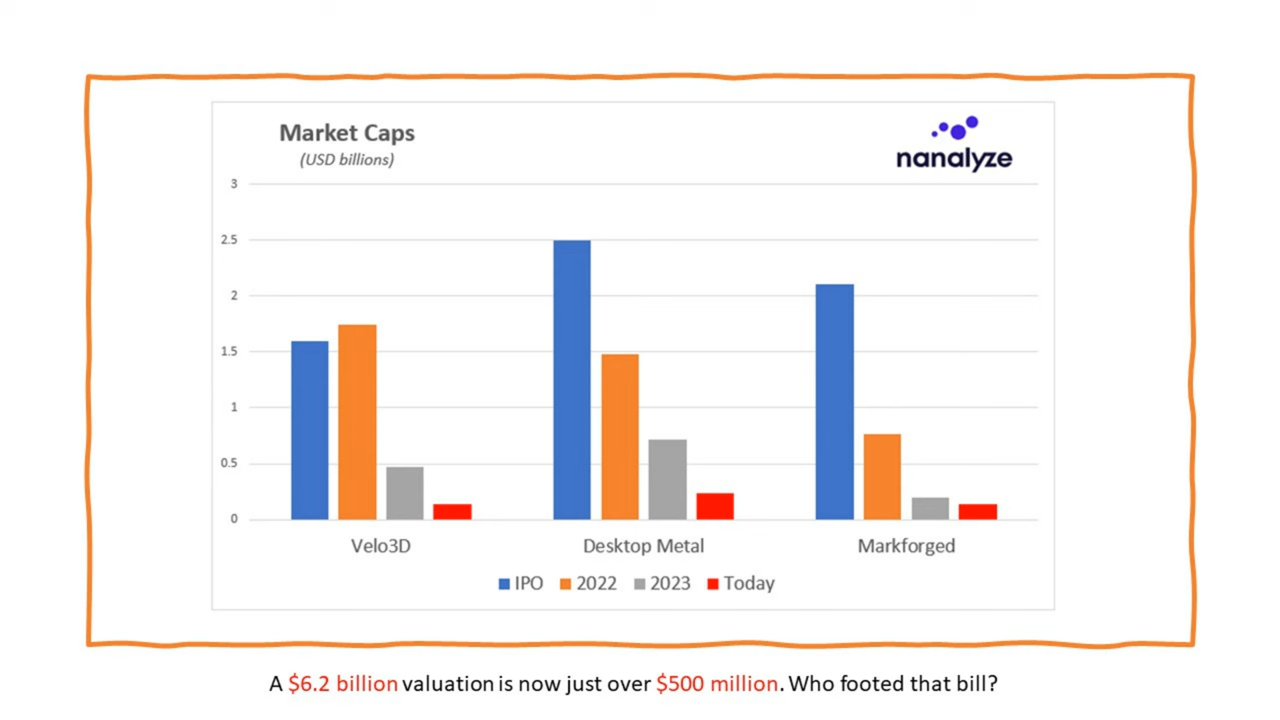 Market Caps
(USD billions)
nanalyze
3
2.5
2
1.5
1
0.5
0
Velo3D Desktop Metal Markforged
IPO 2022 2023 Today
A $6.2 billion valuation is now just over $500 million. Who footed that bill?